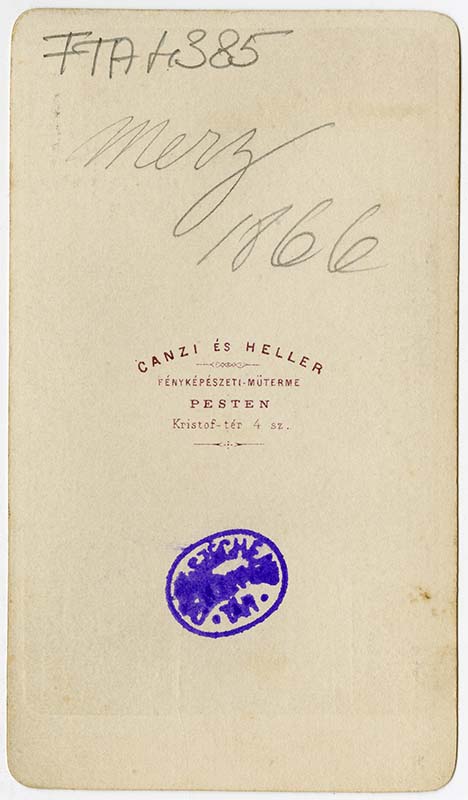 FTA 4385
Merz
1866
CANZI ÉS HELLER
FÉNYKÉPÉSZETI-MŰTERME
PESTEN
Kristof-tér 4 sz.